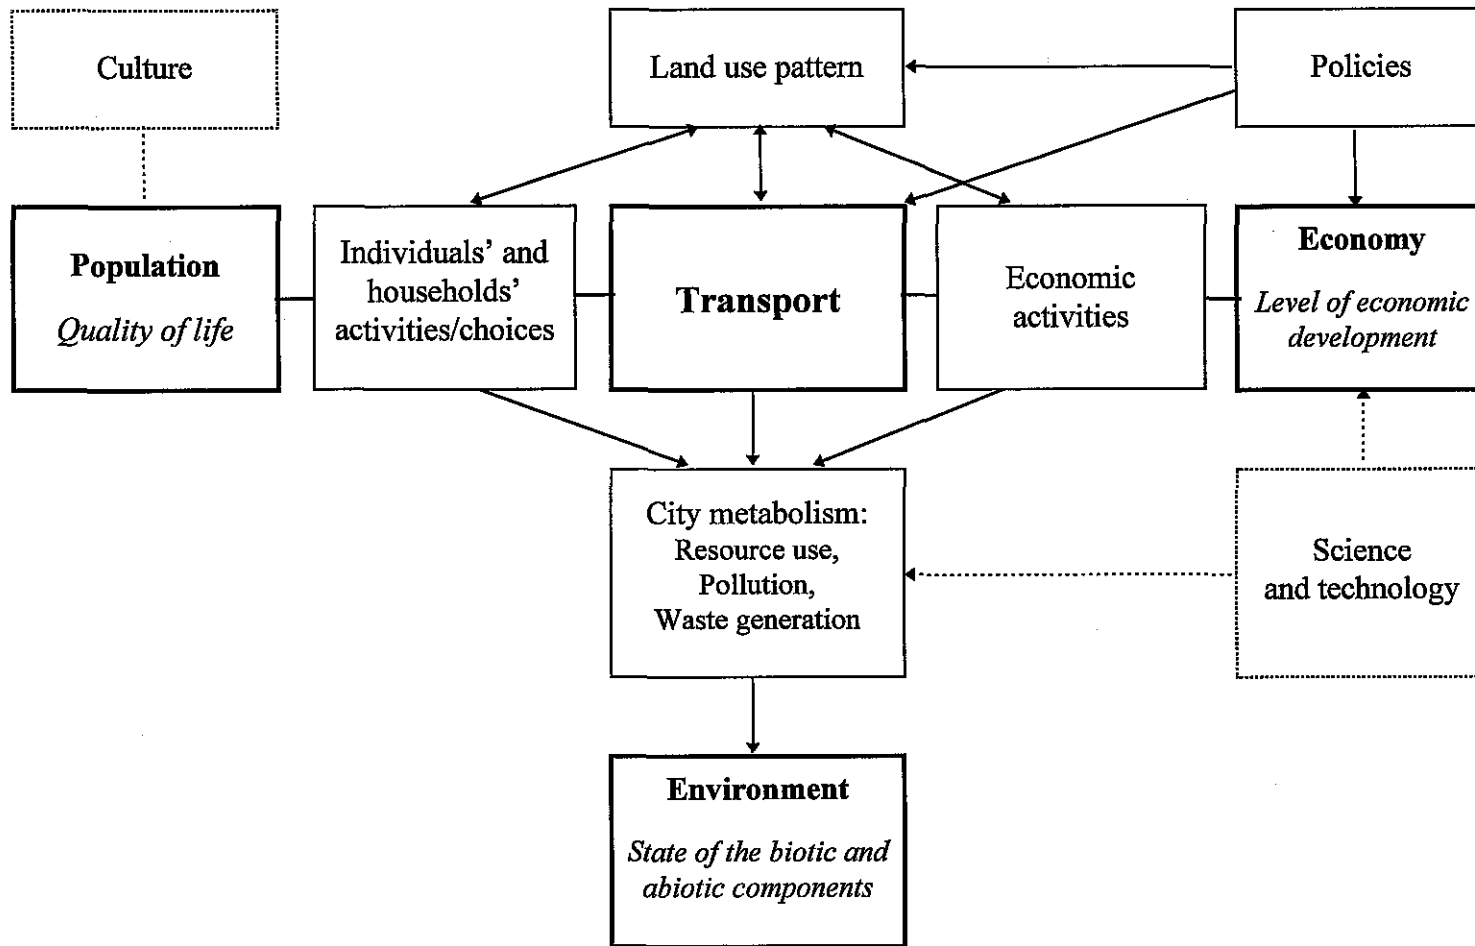 Culture
Land use pattern
Policies
Population
Quality of life
Individuals' and
households'
activities/choices
Transport
Economic
activities
Economy
Level of economic
development
City metabolism:
Resource use,
Pollution,
Waste generation
Science
and technology
Environment
State of the biotic and
abiotic components